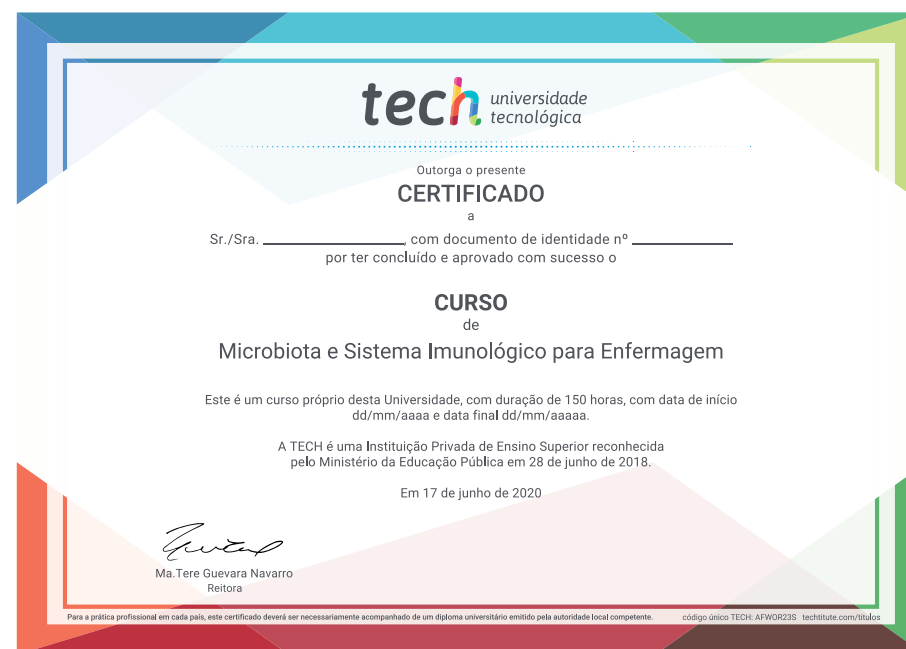 tech universidade
tecnológica
Outorga o presente
CERTIFICADO
a
Sr./Sra. ____________________, com documento de identidade nº ______________
por ter concluído e aprovado com sucesso o
CURSO
de
Microbiota e Sistema Imunológico para Enfermagem
Este é um curso próprio desta Universidade, com duração de 150 horas, com data de início
dd/mm/aaaa e data final dd/mm/aaaaa.
A TECH é uma Instituição Privada de Ensino Superior reconhecida
pelo Ministério da Educação Pública em 28 de junho de 2018.
Em 17 de junho de 2020
Ma.Tere Guevara Navarro
Reitora
Para a prática profissional em cada país, este certificado deverá ser necessariamente acompanhado de um diploma universitário emitido pela autoridade local competente. código único TECH: AFWOR23S techtitute.com/titulos